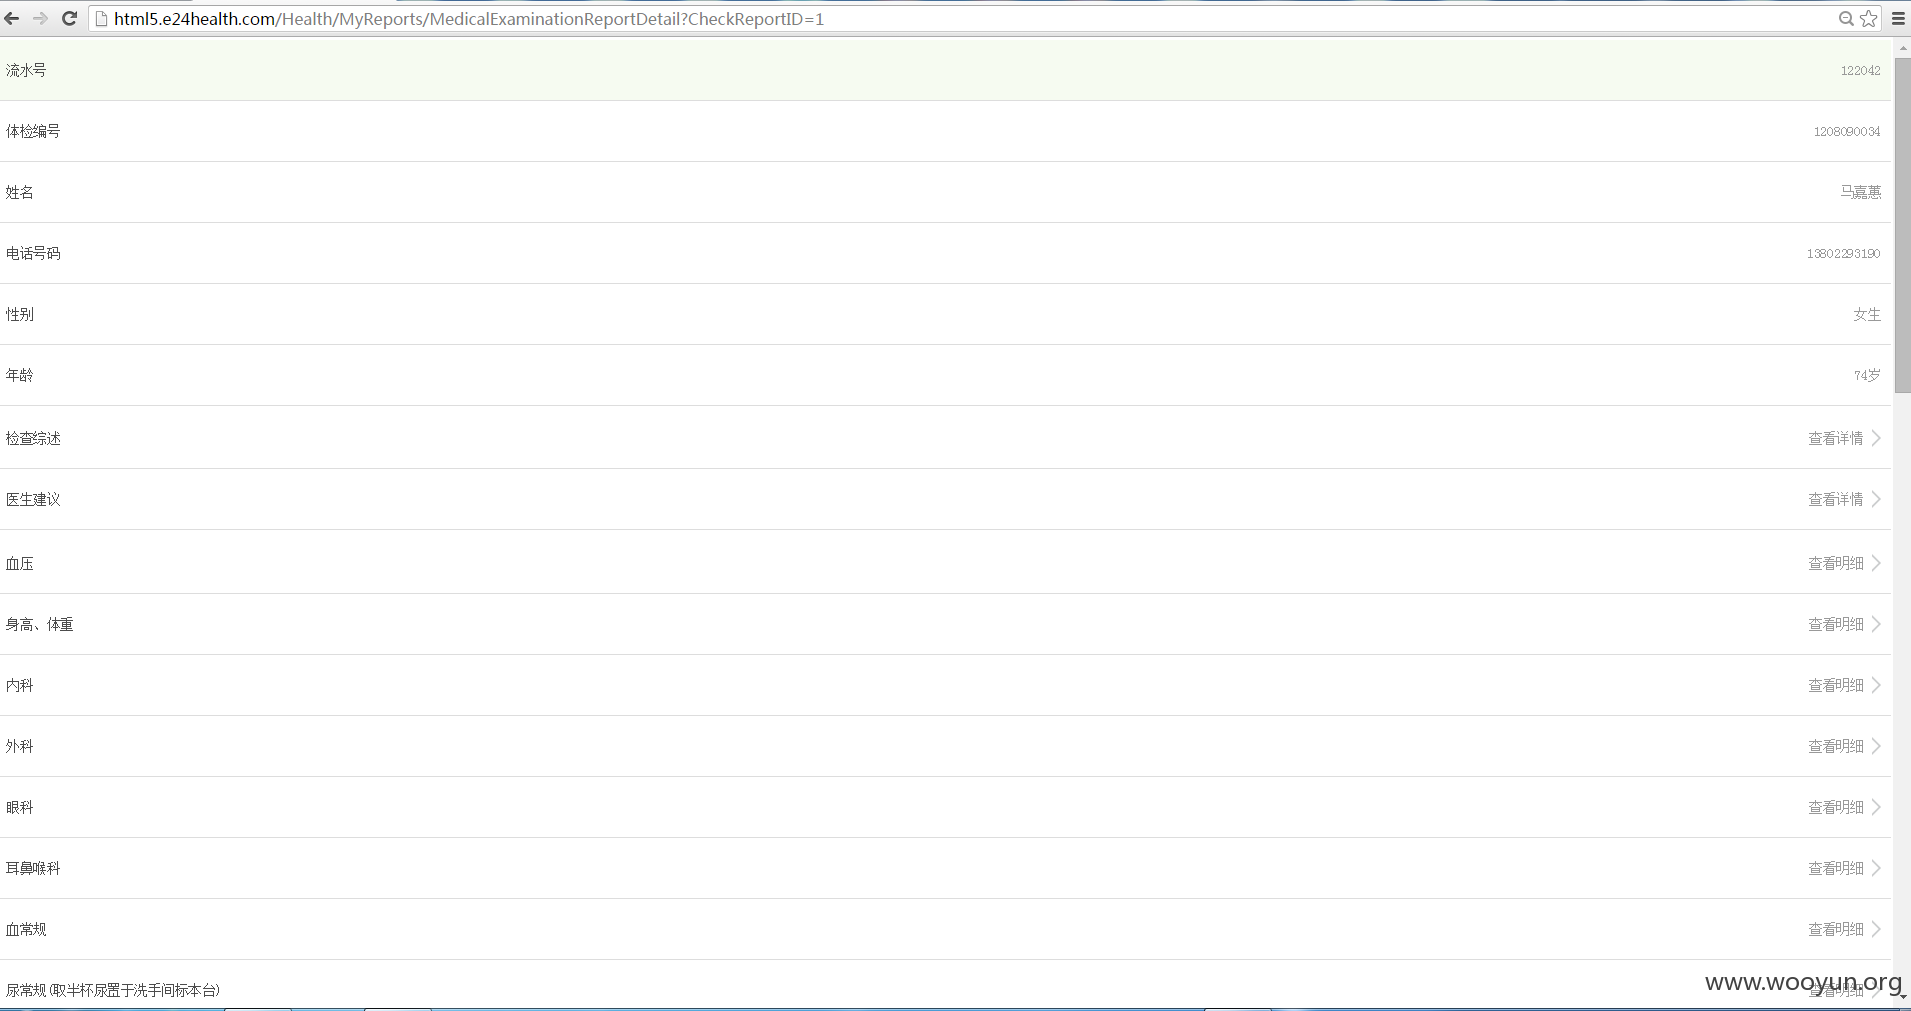 html5.e24health.com/Health/MyReports/MedicalExaminationReportDetail?CheckReportID=1
流水号 122042
体检编号 1208090034
姓名 马嘉蕙
电话号码 13802293190
性别 女生
年龄 74岁
检查综述 查看详情
医生建议 查看详情
血压 查看明细
身高、体重 查看明细
内科 查看明细
外科 查看明细
眼科 查看明细
耳鼻喉科 查看明细
血常规 查看明细
尿常规(取半杯尿置于洗手间标本台) 查看明细
www.wooyun.org